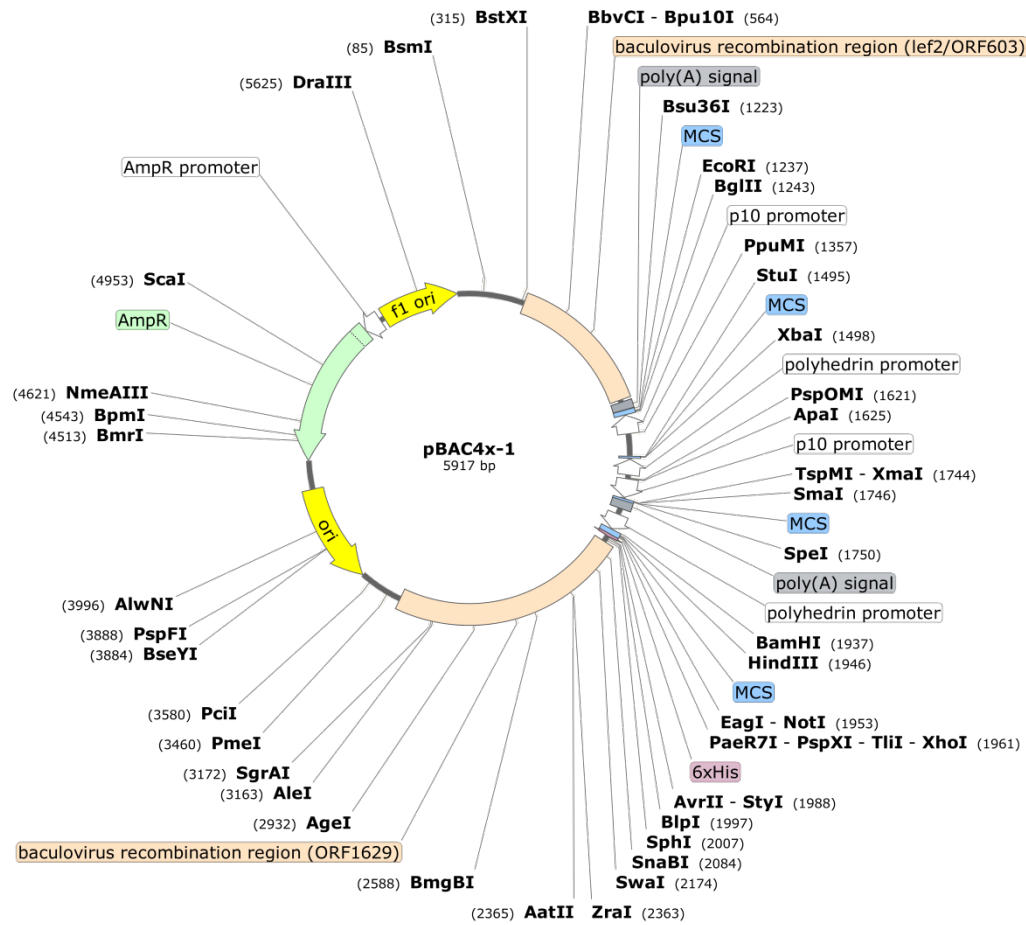 (315) BstXI
BbvCI - Bpu10I (564)
(85) BsmI
baculovirus recombination region (lef2/ORF603)
(5625) DraIII
poly(A) signal
Bsu36I (1223)
MCS
AmpR promoter
EcoRI (1237)
BglII (1243)
p10 promoter
PpuMI (1357)
(4953) ScaI
StuI (1495)
MCS
AmpR
XbaI (1498)
polyhedrin promoter
(4621) NmeAIII
PspOMI (1621)
(4543) BpmI
ApaI (1625)
(4513) BmrI
p10 promoter
f1 ori
pBAC4x-1
5917 bp
TspMI - XmaI (1744)
SmaI (1746)
MCS
ori
SpeI (1750)
poly(A) signal
(3996) AlwNI
polyhedrin promoter
(3888) PspFI
BamHI (1937)
(3884) BseYI
HindIII (1946)
MCS
(3580) PciI
EagI - NotI (1953)
(3460) PmeI
PaeR7I - PspXI - TliI - XhoI (1961)
(3172) SgrAI
6xHis
(3163) AleI
AvrII - StyI (1988)
(2932) AgeI
BlpI (1997)
SphI (2007)
baculovirus recombination region (ORF1629)
SnaBI (2084)
(2588) BmgBI
SwaI (2174)
(2365) AatII
ZraI (2363)